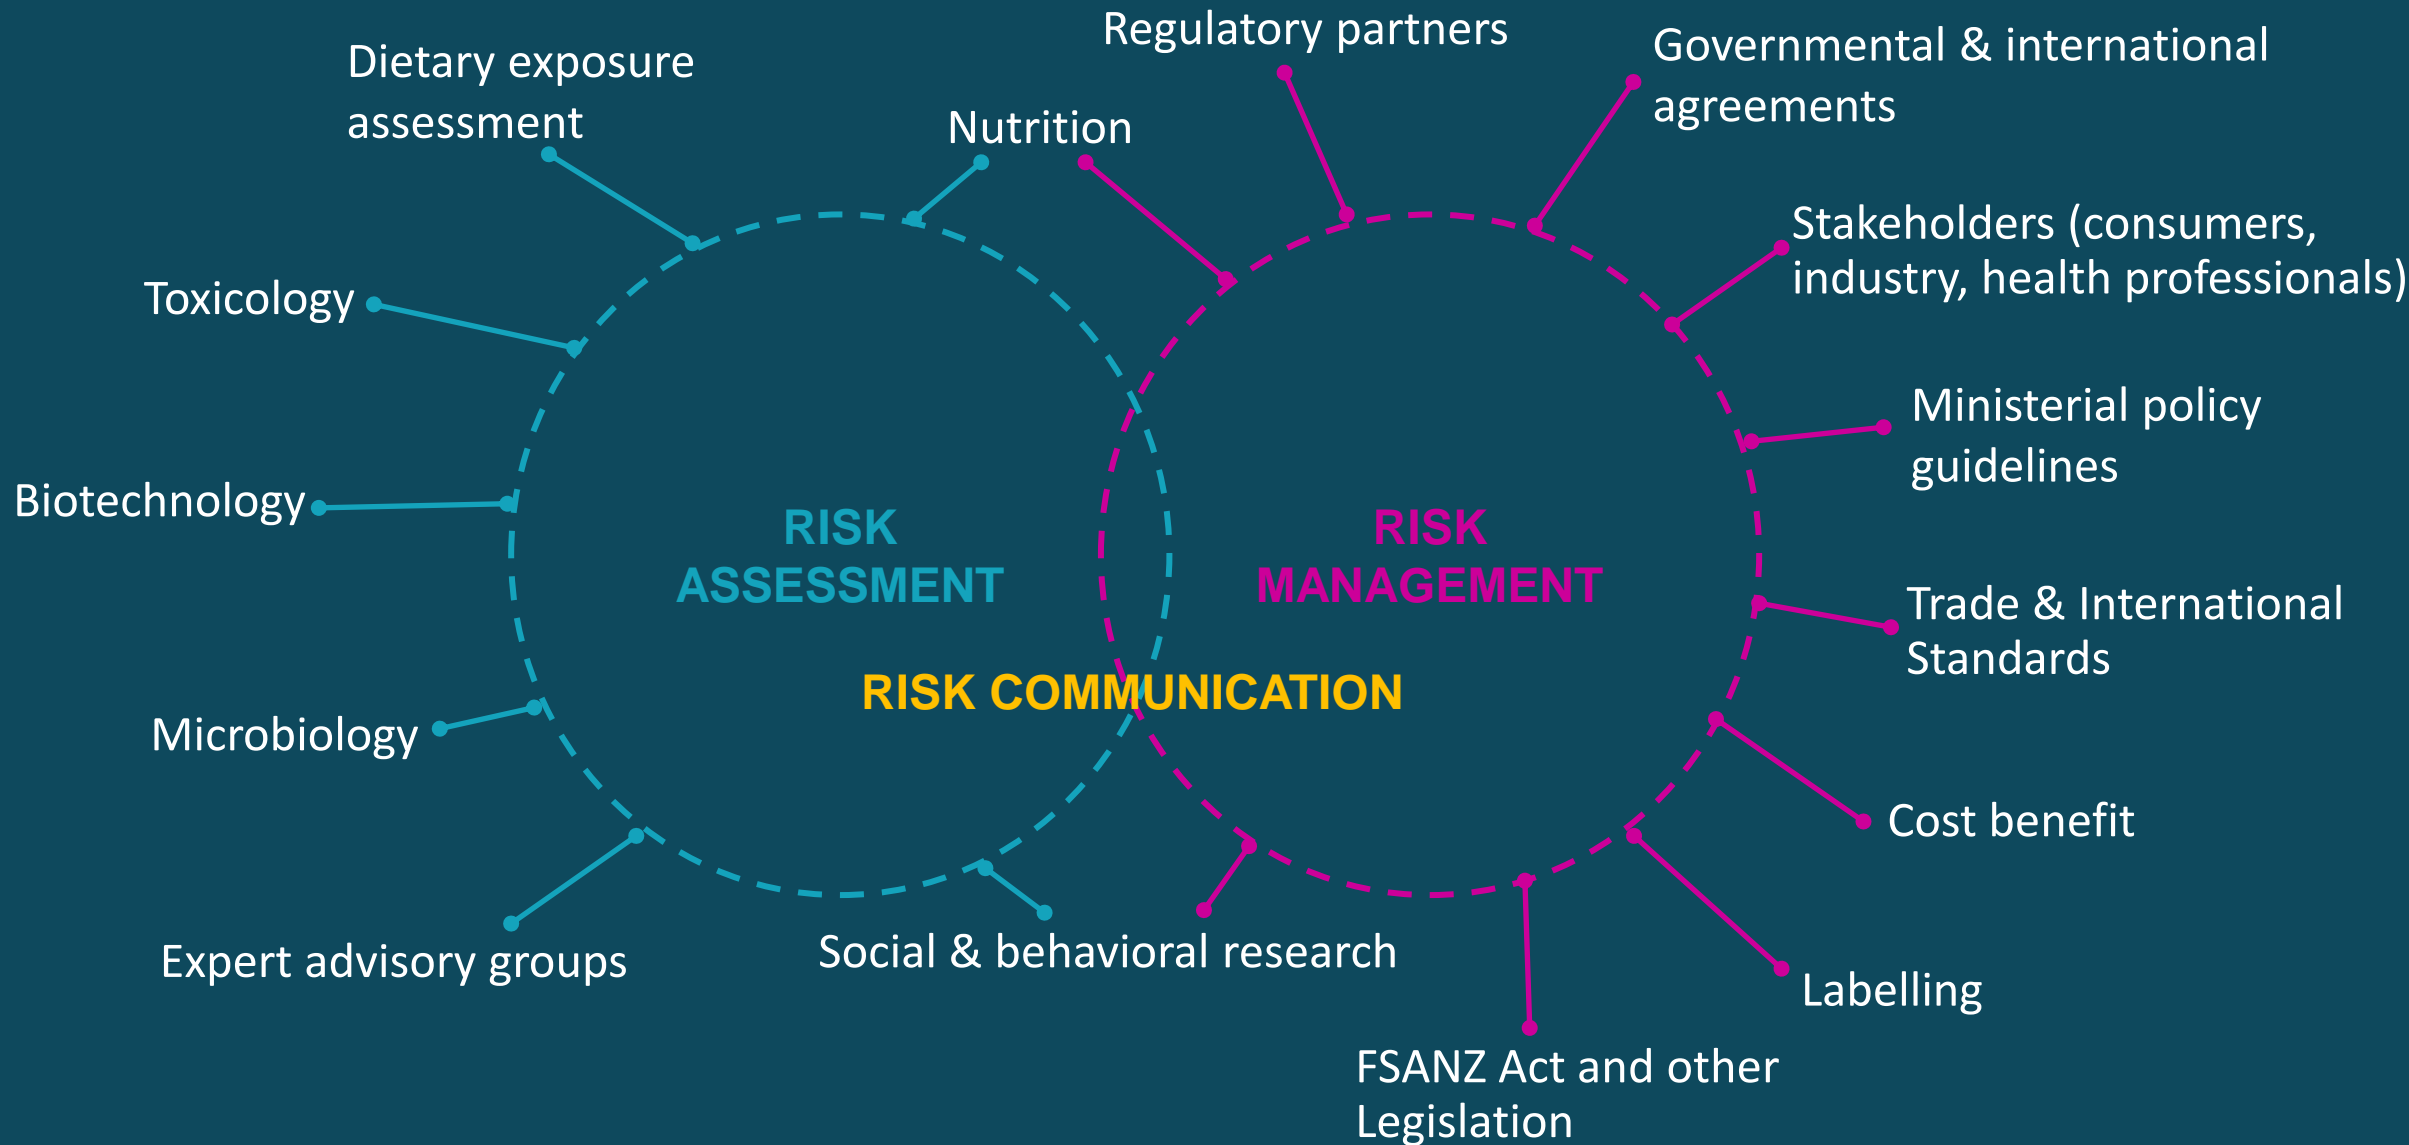 Regulatory partners
Governmental & international
agreements
Dietary exposure
assessment
Nutrition
Stakeholders (consumers,
industry, health professionals)
Toxicology
Ministerial policy
guidelines
Biotechnology
RISK
ASSESSMENT
RISK
MANAGEMENT
Trade & International
Standards
RISK COMMUNICATION
Microbiology
Cost benefit
Expert advisory groups
Social & behavioral research
Labelling
FSANZ Act and other
Legislation